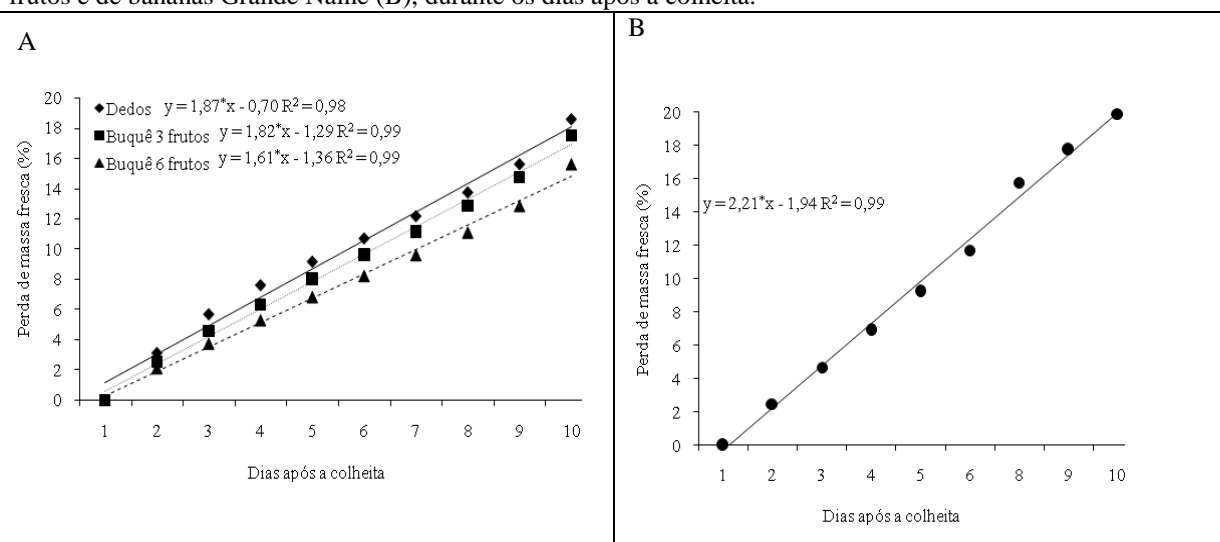 frutos e de bananas Grande Naine (B), durante os dias após a colheita.
A
Dedos y = 1,87*x - 0,70 R² = 0,98
Buquê 3 frutos y = 1,82*x - 1,29 R² = 0,99
Buquê 6 frutos y = 1,61*x - 1,36 R² = 0,99
Perda de massa fresca (%)
20
18
16
14
12
10
8
6
4
2
0
1 2 3 4 5 6 7 8 9 10
Dias após a colheita
B
y = 2,21*x - 1,94 R² = 0,99
Perda de massa fresca (%)
20
18
16
14
12
10
8
6
4
2
0
1 2 3 4 5 6 8 9 10
Dias após a colheita